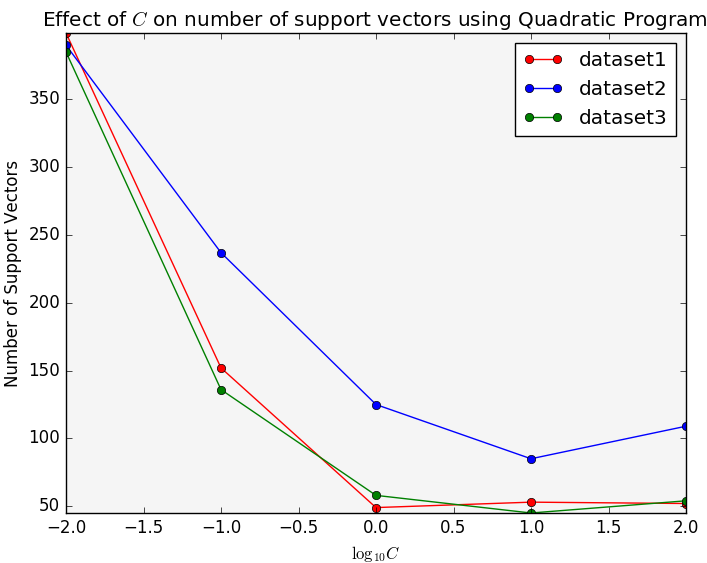 Effect of C on number of support vectors using Quadratic Program
dataset1
dataset2
dataset3
Number of Support Vectors
350
300
250
200
150
100
50
−2.0 −1.5 −1.0 −0.5 0.0 0.5 1.0 1.5 2.0
log₁₀C